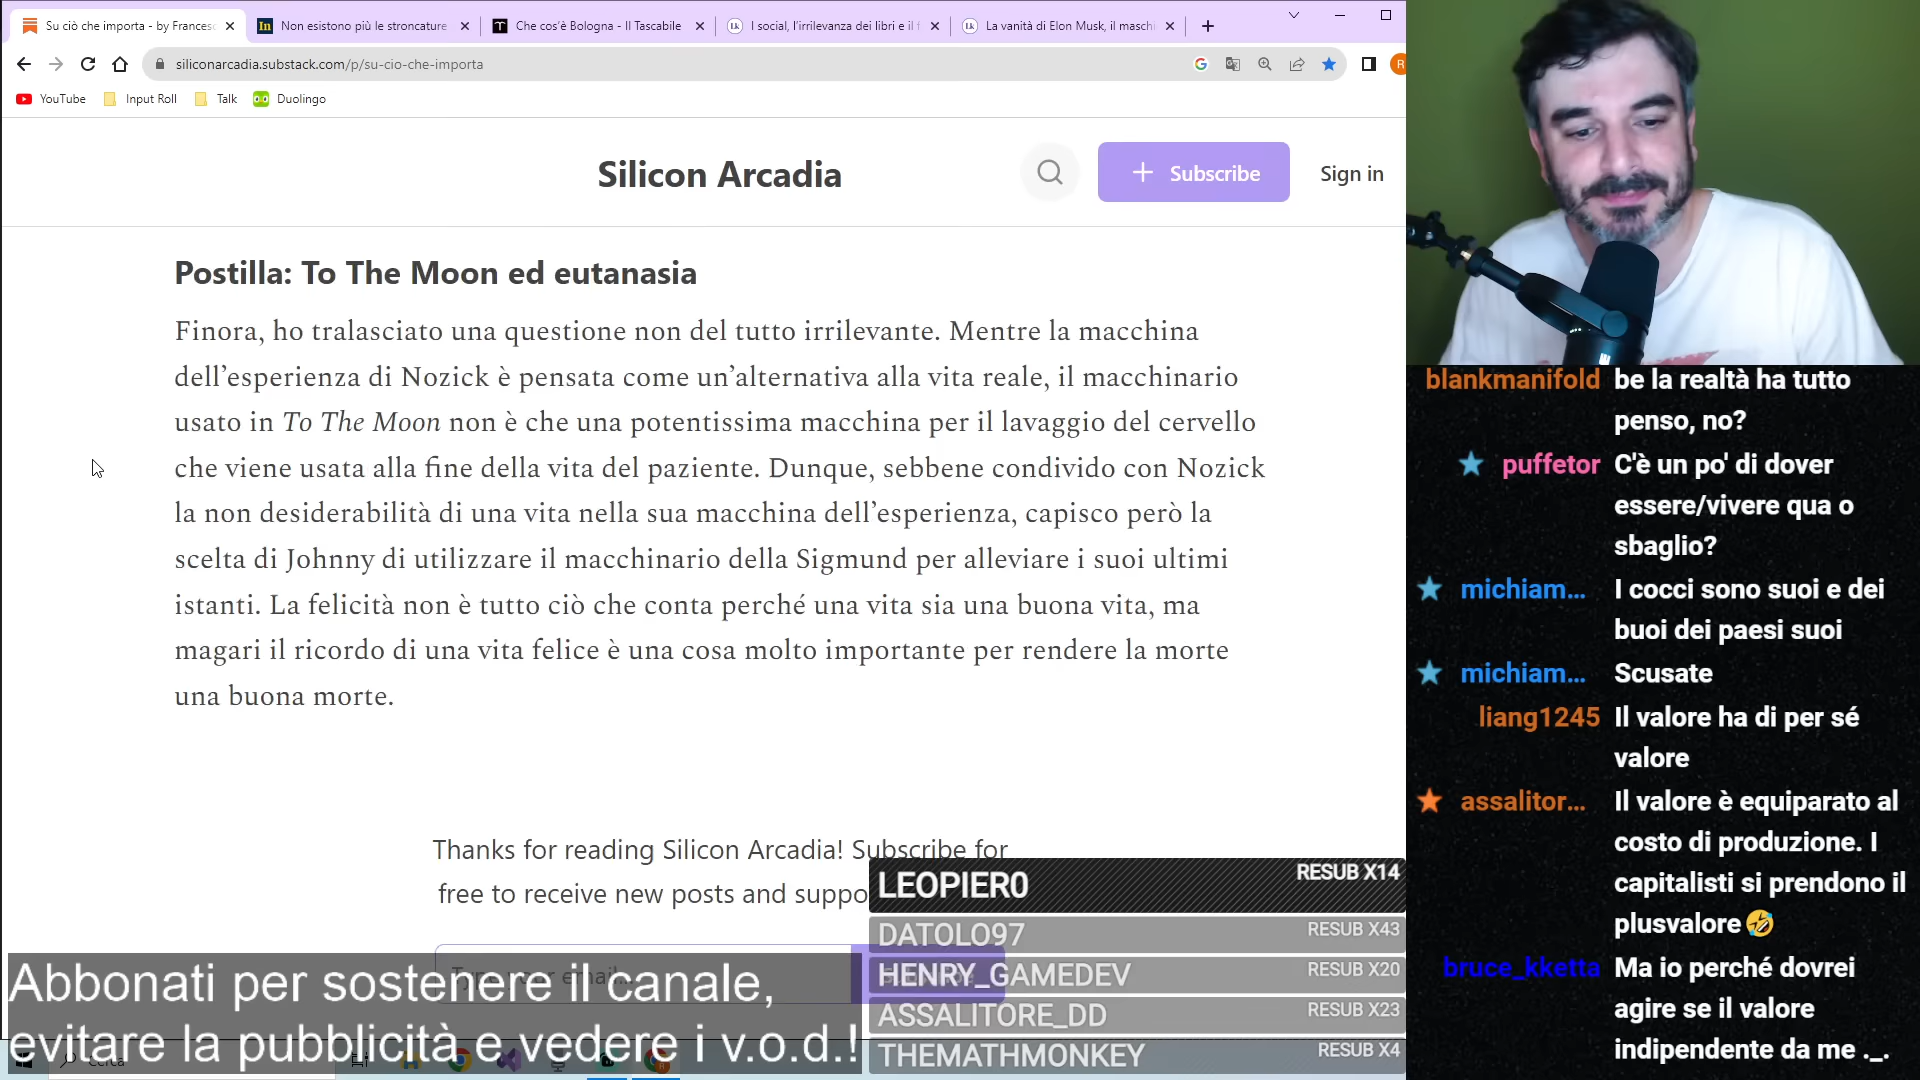 Su ciò che importa - by Francesc
Non esistono più le stroncature
Che cos'è Bologna - Il Tascabile
I social, l'irrilevanza dei libri e il f
La vanità di Elon Musk, il maschi
siliconarcadia.substack.com/p/su-cio-che-importa
YouTube
Input Roll
Talk
Duolingo
Silicon Arcadia
Subscribe
Sign in
Postilla: To The Moon ed eutanasia
Finora, ho tralasciato una questione non del tutto irrilevante. Mentre la macchina
dell'esperienza di Nozick è pensata come un'alternativa alla vita reale, il macchinario
usato in To The Moon non è che una potentissima macchina per il lavaggio del cervello
che viene usata alla fine della vita del paziente. Dunque, sebbene condivido con Nozick
la non desiderabilità di una vita nella sua macchina dell'esperienza, capisco però la
scelta di Johnny di utilizzare il macchinario della Sigmund per alleviare i suoi ultimi
istanti. La felicità non è tutto ciò che conta perché una vita sia una buona vita, ma
magari il ricordo di una vita felice è una cosa molto importante per rendere la morte
una buona morte.
Thanks for reading Silicon Arcadia! Subscribe for
free to receive new posts and suppo
Abbonati per sostenere il canale,
evitare la pubblicità e vedere i v.o.d.!
Cerca
LEOPIER0 RESUB X14
DATOLO97 RESUB X43
HENRY_GAMEDEV RESUB X20
ASSALITORE_DD RESUB X23
THEMATHMONKEY RESUB X4
blankmanifold be la realtà ha tutto
penso, no?
puffetor C'è un po' di dover
essere/vivere qua o
sbaglio?
michiam... I cocci sono suoi e dei
buoi dei paesi suoi
michiam... Scusate
liang1245 Il valore ha di per sé
valore
assalitor... Il valore è equiparato al
costo di produzione. I
capitalisti si prendono il
plusvalore🤣
bruce_kketta Ma io perché dovrei
agire se il valore
indipendente da me ._.